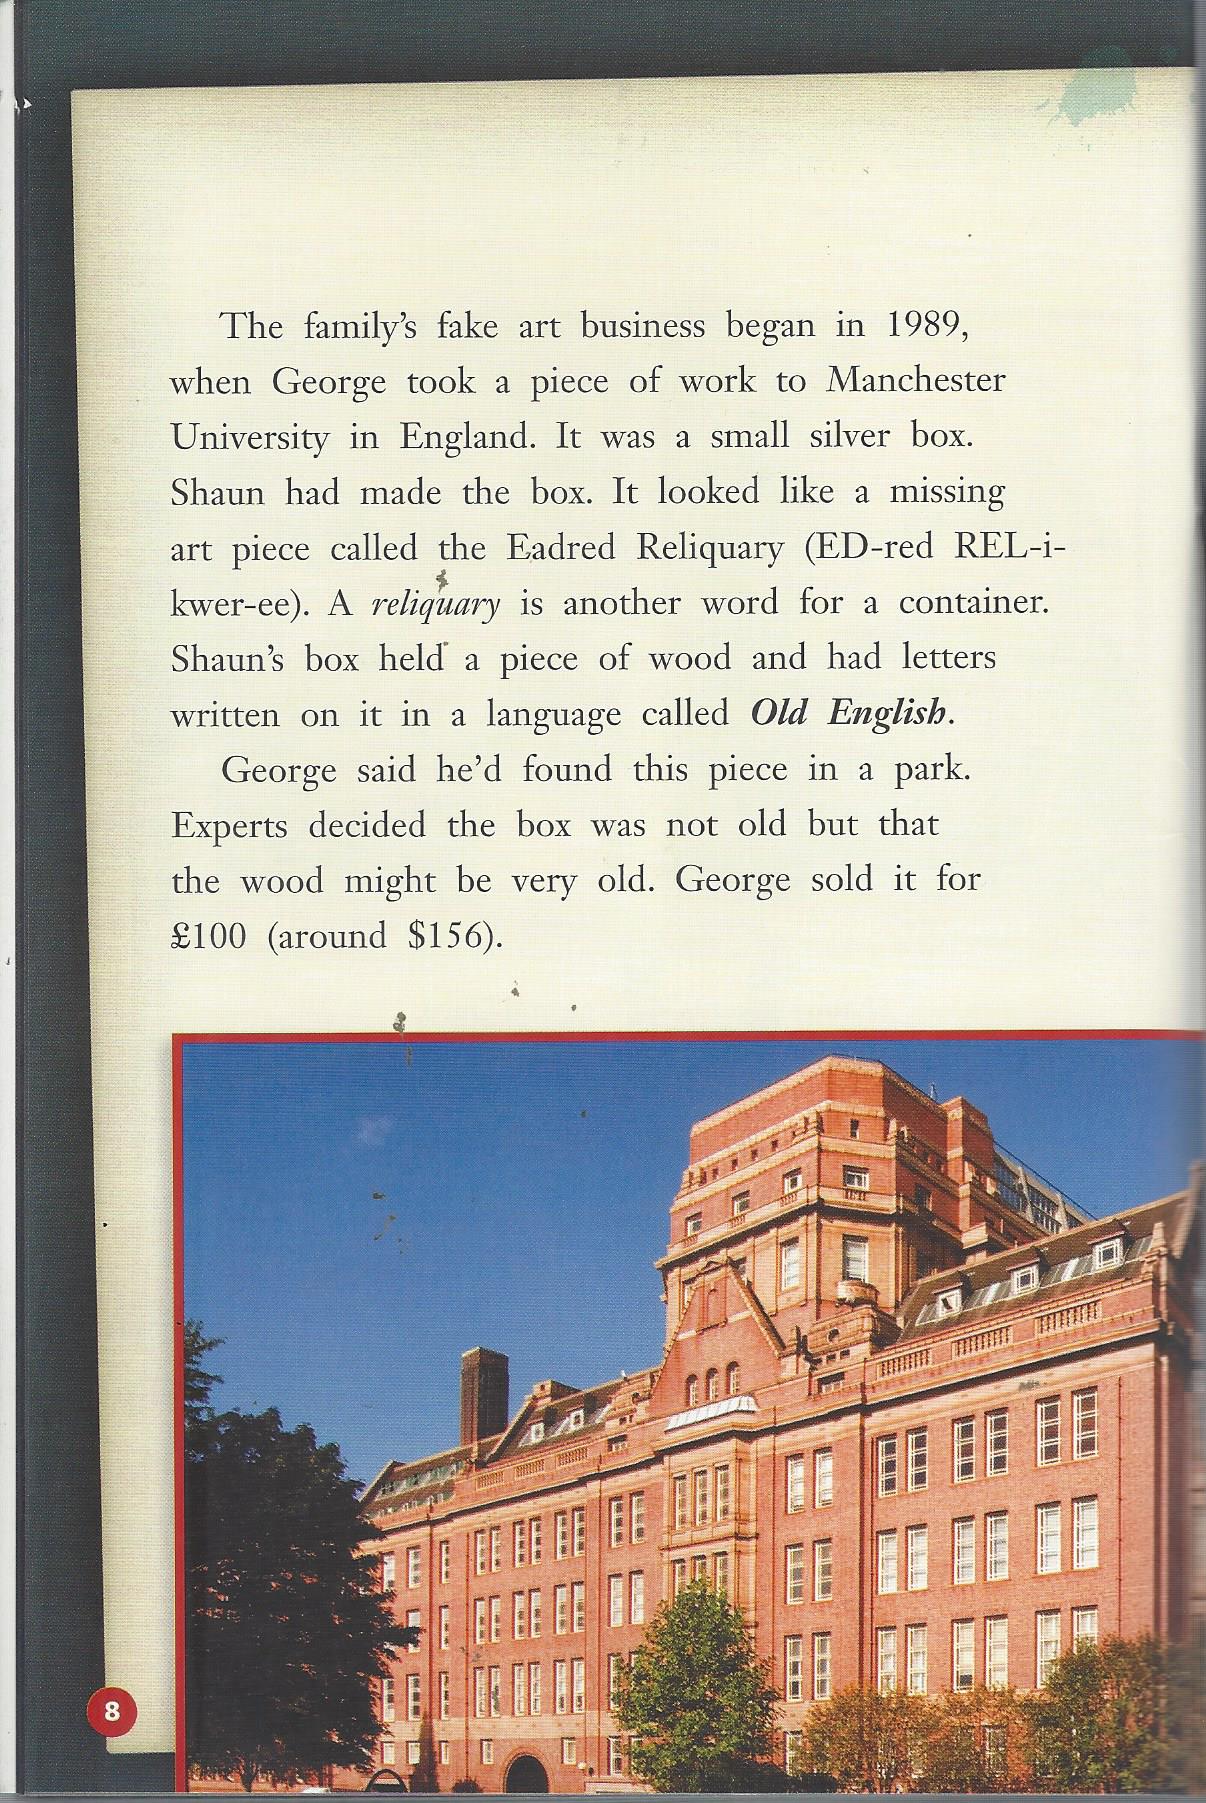 The family's fake art business began in 1989,
when George took a piece of work to Manchester
University in England. It was a small silver box.
Shaun had made the box. It looked like a missing
art piece called the Eadred Reliquary (ED-red REL-i-
kwer-ee). A reliquary is another word for a container.
Shaun's box held a piece of wood and had letters
written on it in a language called Old English.
George said he'd found this piece in a park.
Experts decided the box was not old but that
the wood might be very old. George sold it for
£100 (around $156).
8